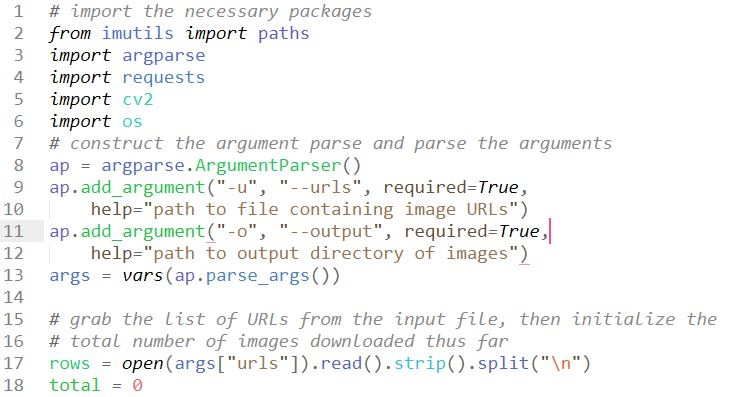 1 # import the necessary packages
2 from imutils import paths
3 import argparse
4 import requests
5 import cv2
6 import os
7 # construct the argument parse and parse the arguments
8 ap = argparse.ArgumentParser()
9 ap.add_argument("-u", "--urls", required=True,
10     help="path to file containing image URLs")
11 ap.add_argument("-o", "--output", required=True,
12     help="path to output directory of images")
13 args = vars(ap.parse_args())
14
15 # grab the list of URLs from the input file, then initialize the
16 # total number of images downloaded thus far
17 rows = open(args["urls"]).read().strip().split("\n")
18 total = 0